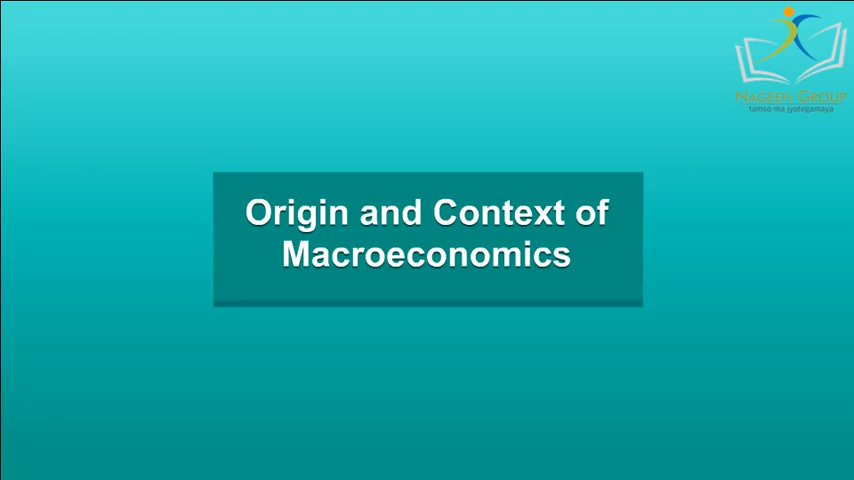 NAGEEN GROUP
tamso ma jyotirgamaya
Origin and Context of
Macroeconomics